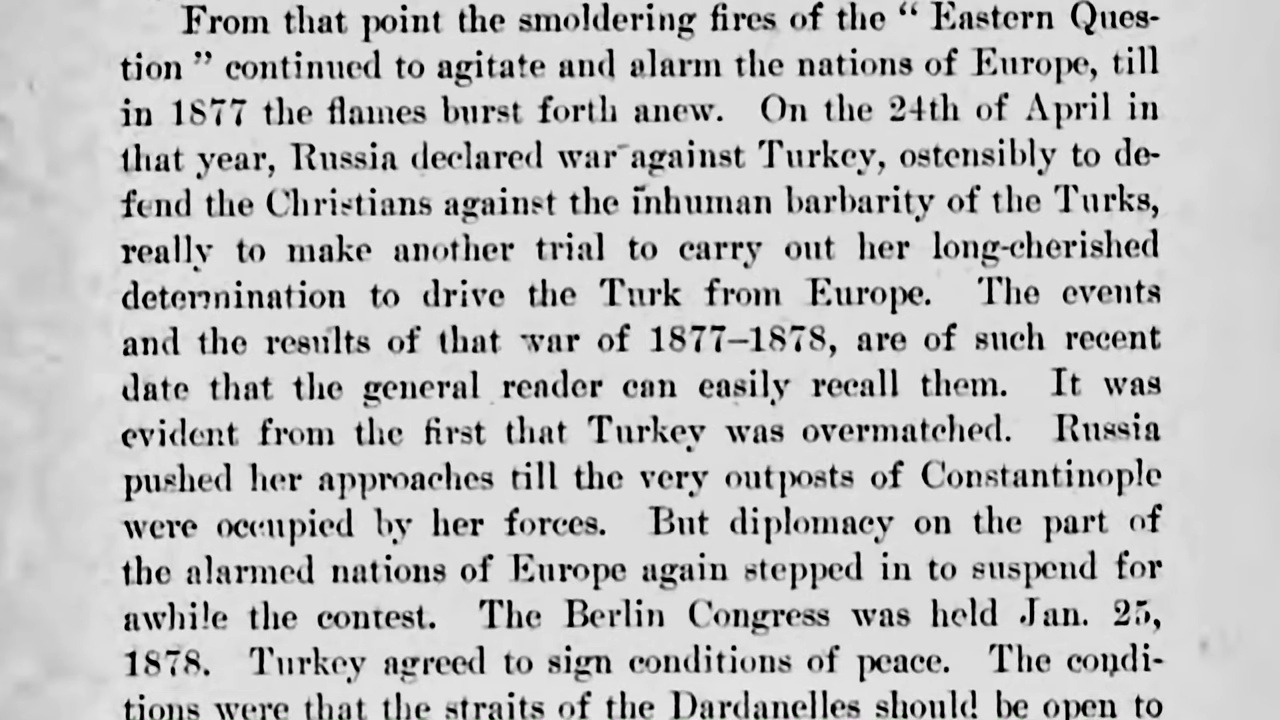 From that point the smoldering fires of the “ Eastern Ques-
tion ” continued to agitate and alarm the nations of Europe, till
in 1877 the flames burst forth anew. On the 24th of April in
that year, Russia declared war against Turkey, ostensibly to de-
fend the Christians against the inhuman barbarity of the Turks,
really to make another trial to carry out her long-cherished
determination to drive the Turk from Europe. The events
and the results of that war of 1877–1878, are of such recent
date that the general reader can easily recall them. It was
evident from the first that Turkey was overmatched. Russia
pushed her approaches till the very outposts of Constantinople
were occupied by her forces. But diplomacy on the part of
the alarmed nations of Europe again stepped in to suspend for
awhile the contest. The Berlin Congress was held Jan. 25,
1878. Turkey agreed to sign conditions of peace. The condi-
tions were that the straits of the Dardanelles should be open to